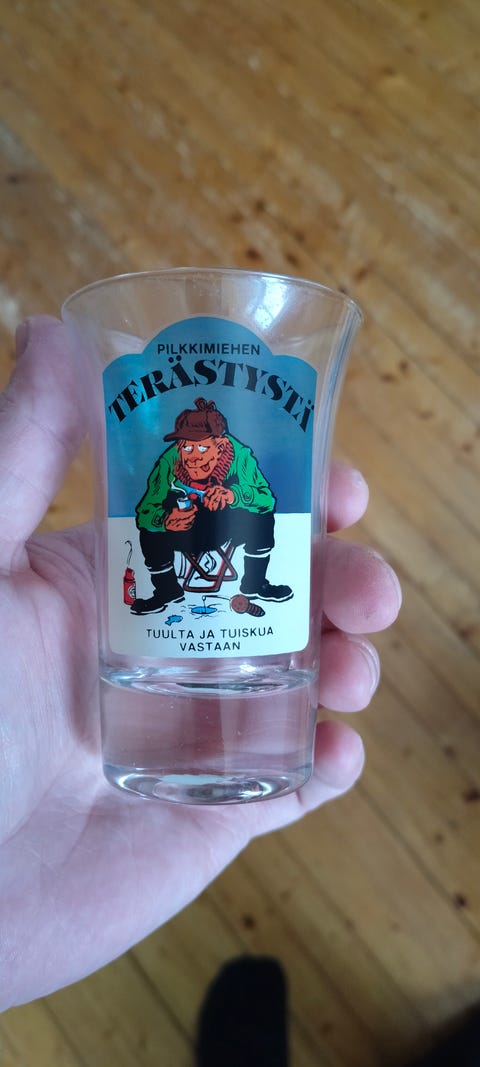 PILKKIMIEHEN
TERÄSTYSTÄ
TUULTA JA TUISKUA
VASTAAN